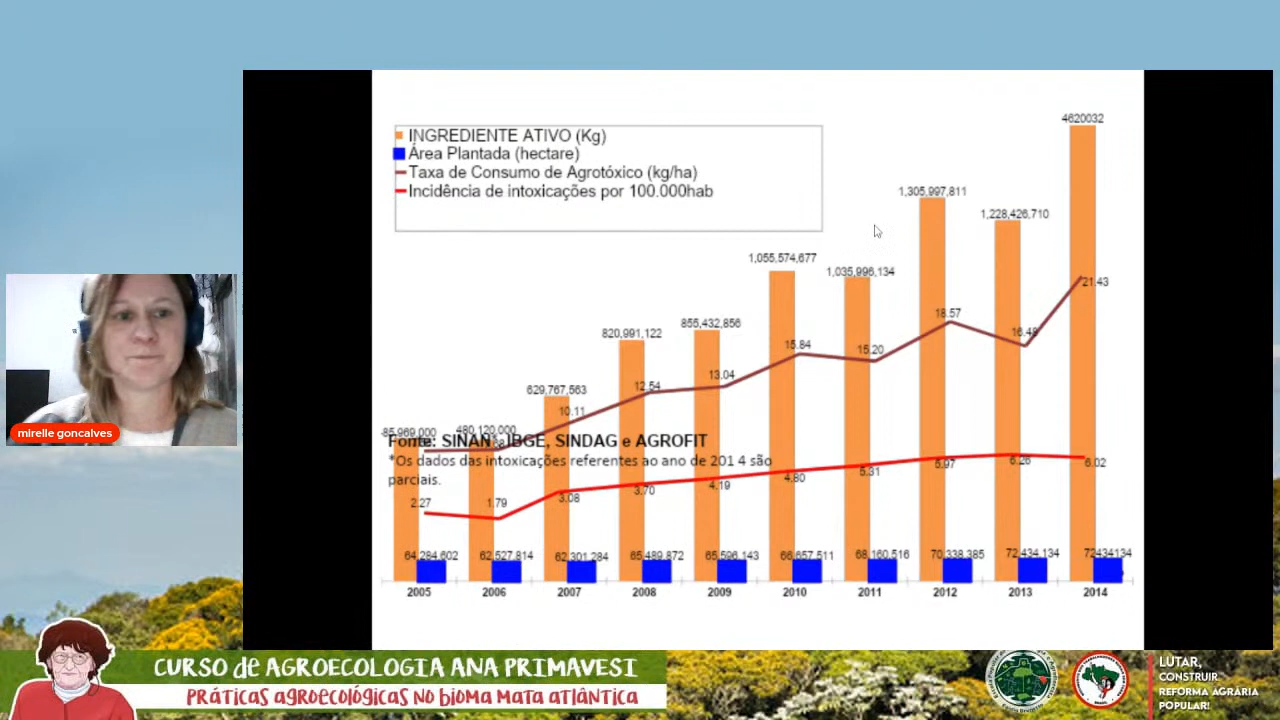 INGREDIENTE ATIVO (Kg)
Área Plantada (hectare)
Taxa de Consumo de Agrotóxico (kg/ha)
Incidência de intoxicações por 100.000hab
4620032
1,305,997,811
1,228,426,710
1,055,574,677
1,035,996,134
855,432,856
820,991,122
629,767,563
480,120,000
85,969,000
21.43
18.57
16.48
15.84
15.20
13.04
12.54
10.11
Fonte: SINAN*, IBGE, SINDAG e AGROFIT
*Os dados das intoxicações referentes ao ano de 201 4 são
parciais.
2.27 1.79 3.08 3.70 4.19 4.80 5.31 5.97 6.26 6.02
64,284,602 62,527,814 62,301,284 65,489,872 65,596,143 66,657,511 68,160,516 70,338,385 72,434,134 72434134
2005 2006 2007 2008 2009 2010 2011 2012 2013 2014
mirelle goncalves
CURSO de AGROECOLOGIA ANA PRIMAVESI
PRÁTICAS agroecológicas no bioma mata atlântica
LUTAR,
CONSTRUIR
REFORMA AGRÁRIA
POPULAR!